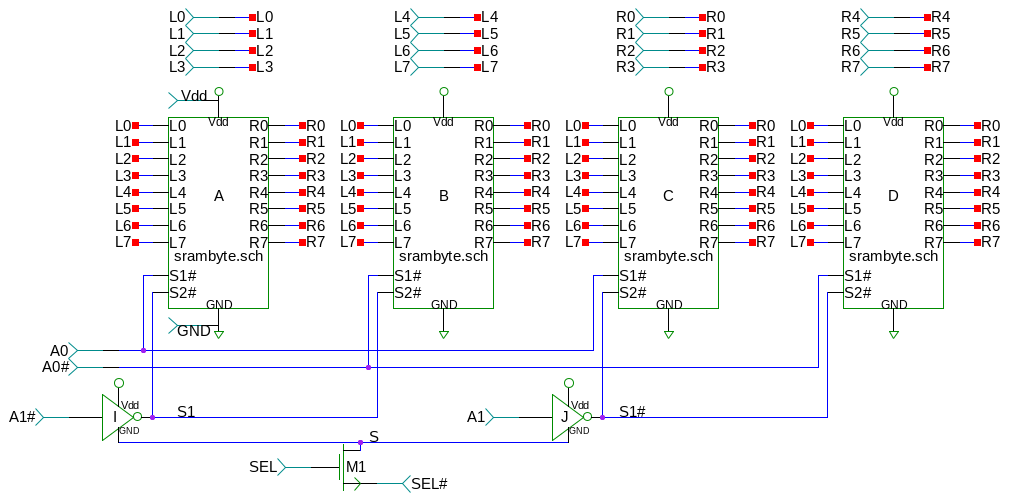 L0 L0 L4 L4 R0 R0 R4 R4
L1 L1 L5 L5 R1 R1 R5 R5
L2 L2 L6 L6 R2 R2 R6 R6
L3 L3 L7 L7 R3 R3 R7 R7
Vdd
Vdd Vdd Vdd Vdd
L0 L0 R0 R0 L0 L0 R0 R0 L0 L0 R0 R0 L0 L0 R0 R0
L1 L1 R1 R1 L1 L1 R1 R1 L1 L1 R1 R1 L1 L1 R1 R1
L2 L2 R2 R2 L2 L2 R2 R2 L2 L2 R2 R2 L2 L2 R2 R2
L3 L3 R3 R3 L3 L3 R3 R3 L3 L3 R3 R3 L3 L3 R3 R3
L4 L4 A R4 R4 L4 L4 B R4 R4 L4 L4 C R4 R4 L4 L4 D R4 R4
L5 L5 R5 R5 L5 L5 R5 R5 L5 L5 R5 R5 L5 L5 R5 R5
L6 L6 R6 R6 L6 L6 R6 R6 L6 L6 R6 R6 L6 L6 R6 R6
L7 L7 R7 R7 L7 L7 R7 R7 L7 L7 R7 R7 L7 L7 R7 R7
srambyte.sch srambyte.sch srambyte.sch srambyte.sch
S1# S1# S1# S1#
S2# S2# S2# S2#
GND GND GND GND
GND
A0
A0#
Vdd Vdd
A1# I S1 A1 J S1#
GND GND
S
SEL M1
SEL#